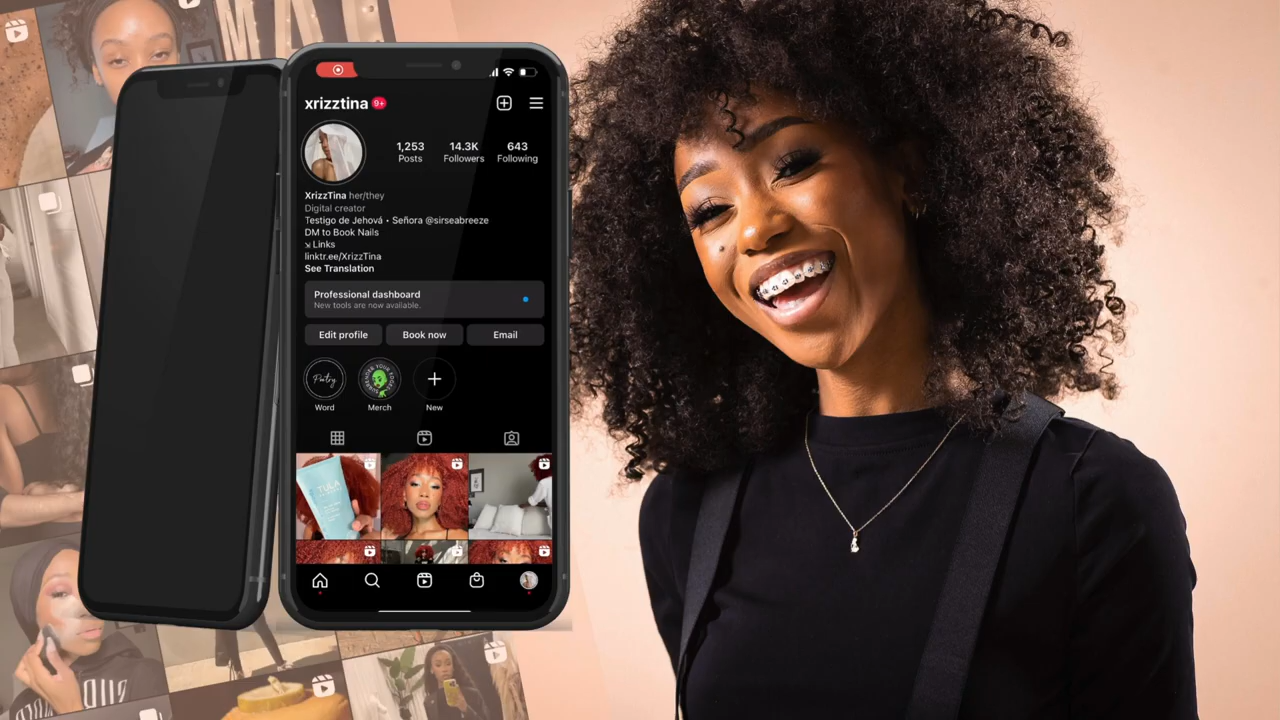 xrizztina 9+
1,253 14.3K 643
Posts Followers Following
XrizzTina her/they
Digital creator
Testigo de Jehová • Señora @sirseabreeze
DM to Book Nails
⇲ Links
linktr.ee/XrizzTina
See Translation
Professional dashboard
New tools are now available.
Edit profile Book now Email
Poetry
Word Merch New
TULA